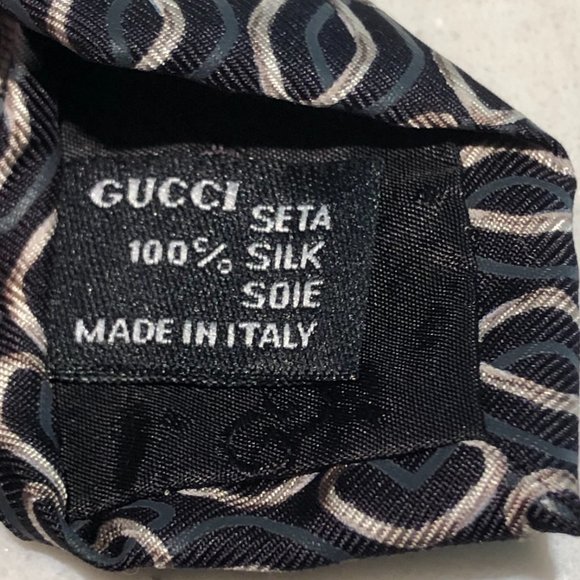 GUCCI
SETA
100% SILK
SOIE
MADE IN ITALY